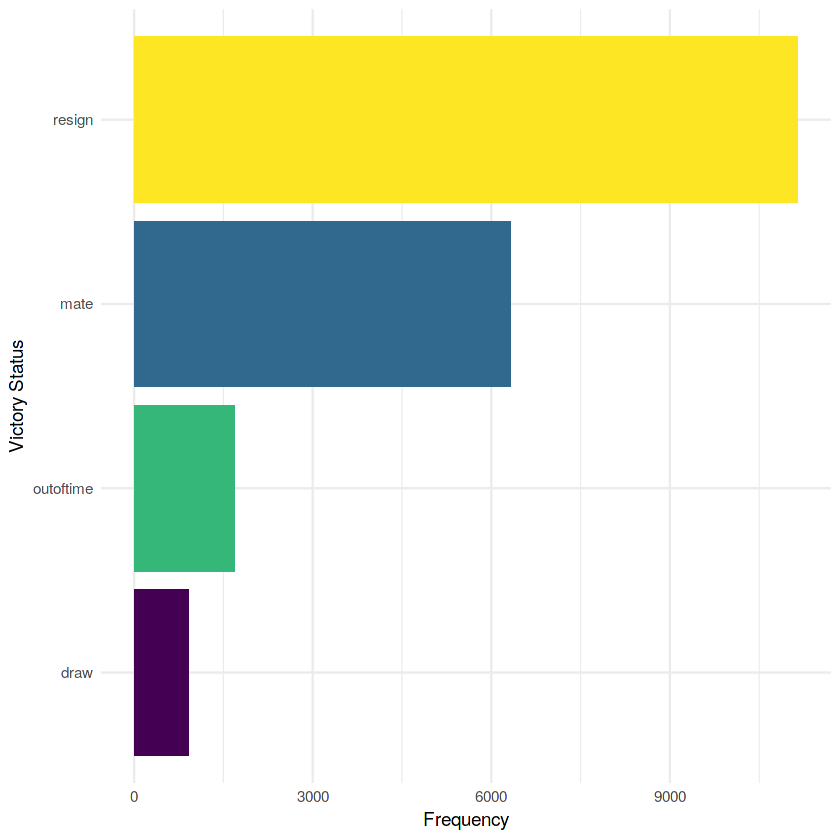 resign
mate
outoftime
draw
Victory Status
0 3000 6000 9000
Frequency